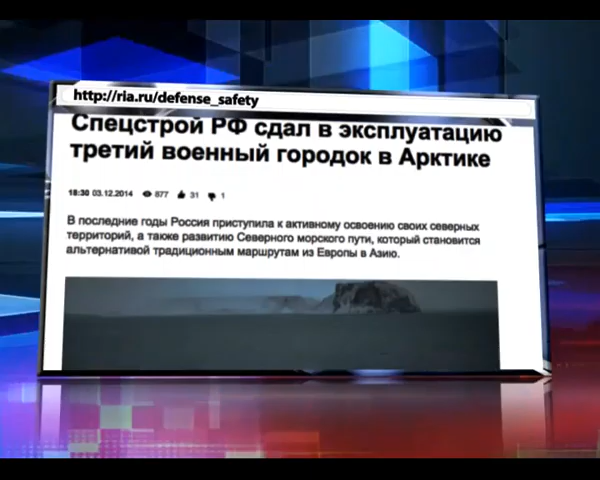 http://ria.ru/defense_safety
Спецстрой РФ сдал в эксплуатацию
третий военный городок в Арктике
18:30 03.12.2014 877 31 1
В последние годы Россия приступила к активному освоению своих северных
территорий, а также развитию Северного морского пути, который становится
альтернативой традиционным маршрутам из Европы в Азию.